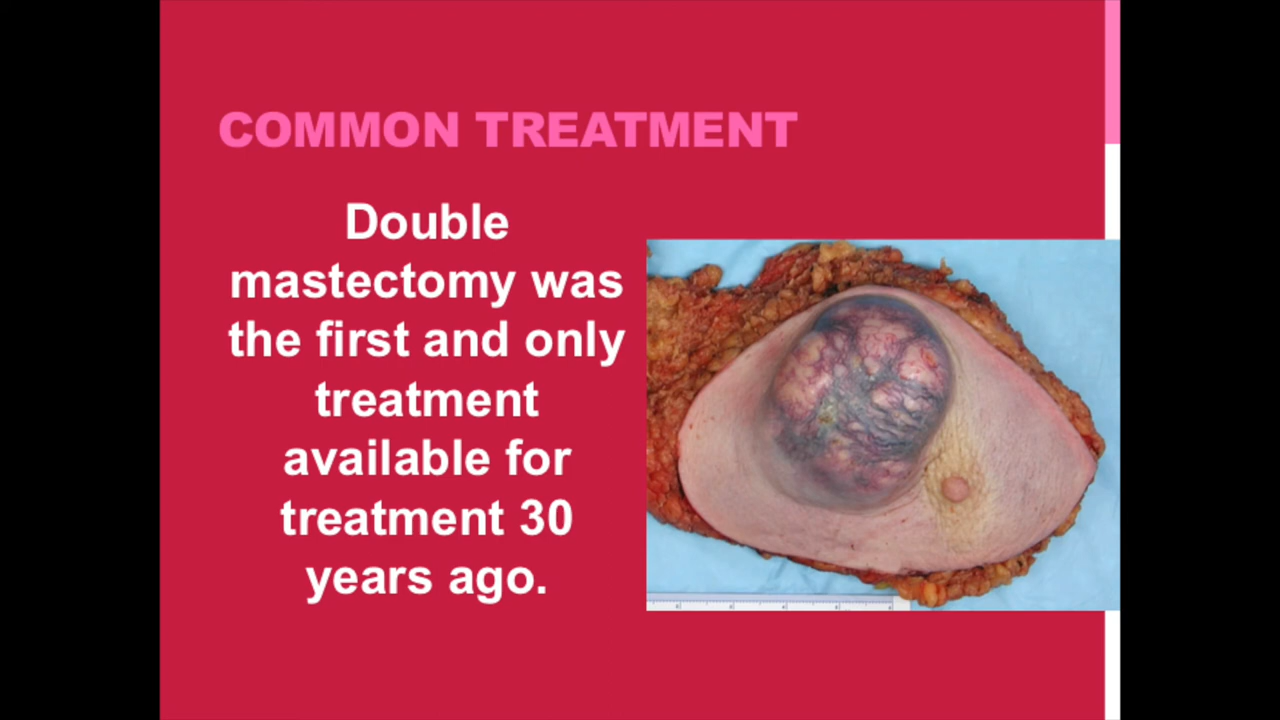 COMMON TREATMENT
Double
mastectomy was
the first and only
treatment
available for
treatment 30
years ago.